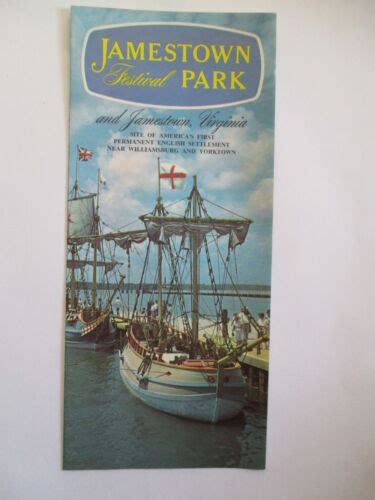 JAMESTOWN
Festival PARK
and Jamestown, Virginia
SITE OF AMERICA'S FIRST
PERMANENT ENGLISH SETTLEMENT
NEAR WILLIAMSBURG AND YORKTOWN